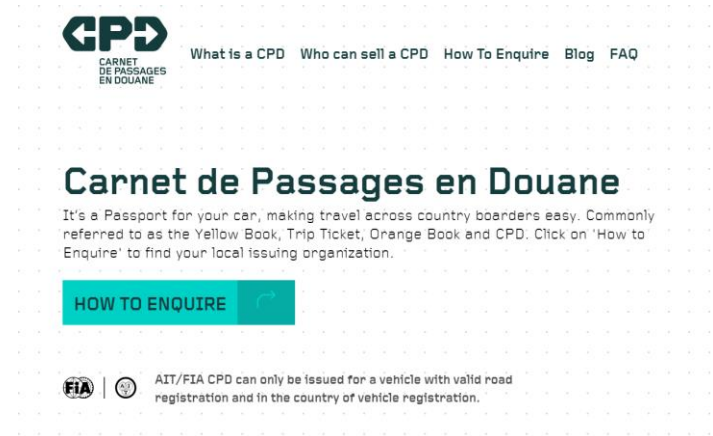 CPD
CARNET
DE PASSAGES
EN DOUANE
What is a CPD Who can sell a CPD How To Enquire Blog FAQ
Carnet de Passages en Douane
It's a Passport for your car, making travel across country boarders easy. Commonly
referred to as the Yellow Book, Trip Ticket, Orange Book and CPD. Click on 'How to
Enquire' to find your local issuing organization.
HOW TO ENQUIRE
FiA
AIT/FIA CPD can only be issued for a vehicle with valid road
registration and in the country of vehicle registration.